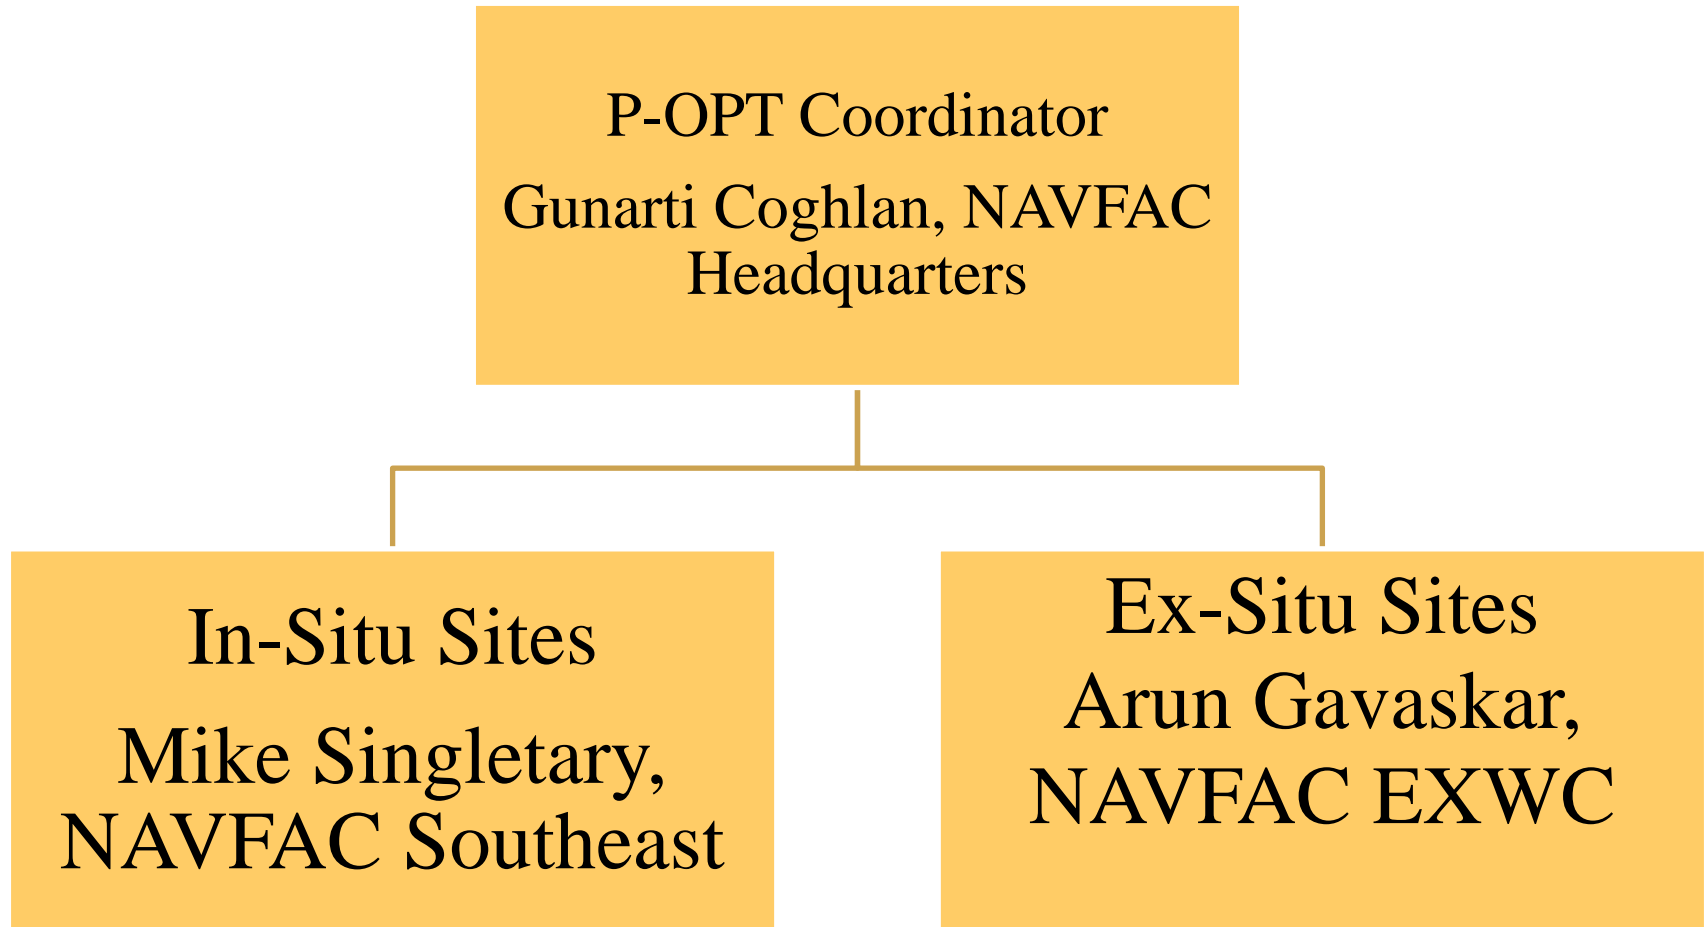 P-OPT Coordinator
Gunarti Coghlan, NAVFAC
Headquarters
In-Situ Sites
Mike Singletary,
NAVFAC Southeast
Ex-Situ Sites
Arun Gavaskar,
NAVFAC EXWC